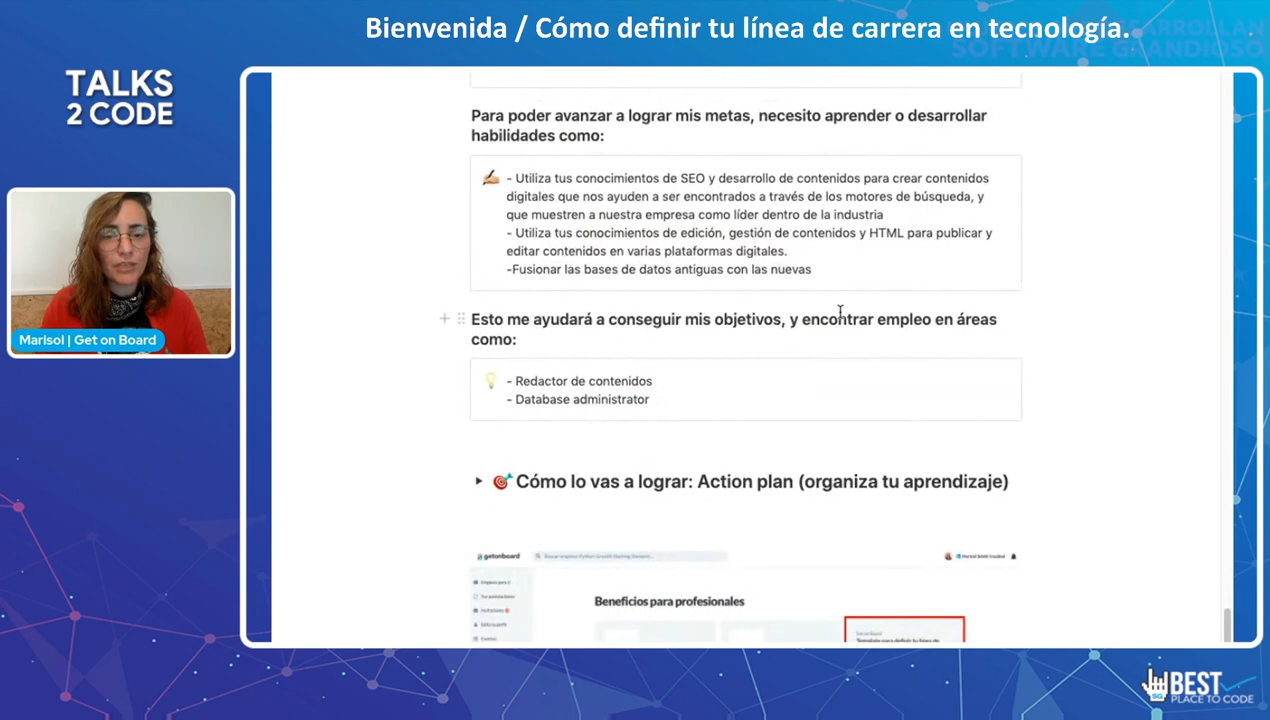 Bienvenida / Cómo definir tu línea de carrera en tecnología.
TALKS
2 CODE
Para poder avanzar a lograr mis metas, necesito aprender o desarrollar
habilidades como:
- Utiliza tus conocimientos de SEO y desarrollo de contenidos para crear contenidos
digitales que nos ayuden a ser encontrados a través de los motores de búsqueda, y
que muestren a nuestra empresa como líder dentro de la industria
- Utiliza tus conocimientos de edición, gestión de contenidos y HTML para publicar y
editar contenidos en varias plataformas digitales.
-Fusionar las bases de datos antiguas con las nuevas
Marisol | Get on Board
Esto me ayudará a conseguir mis objetivos, y encontrar empleo en áreas
como:
- Redactor de contenidos
- Database administrator
Cómo lo vas a lograr: Action plan (organiza tu aprendizaje)
getonboard
Beneficios para profesionales
BEST
PLACE TO CODE
SG